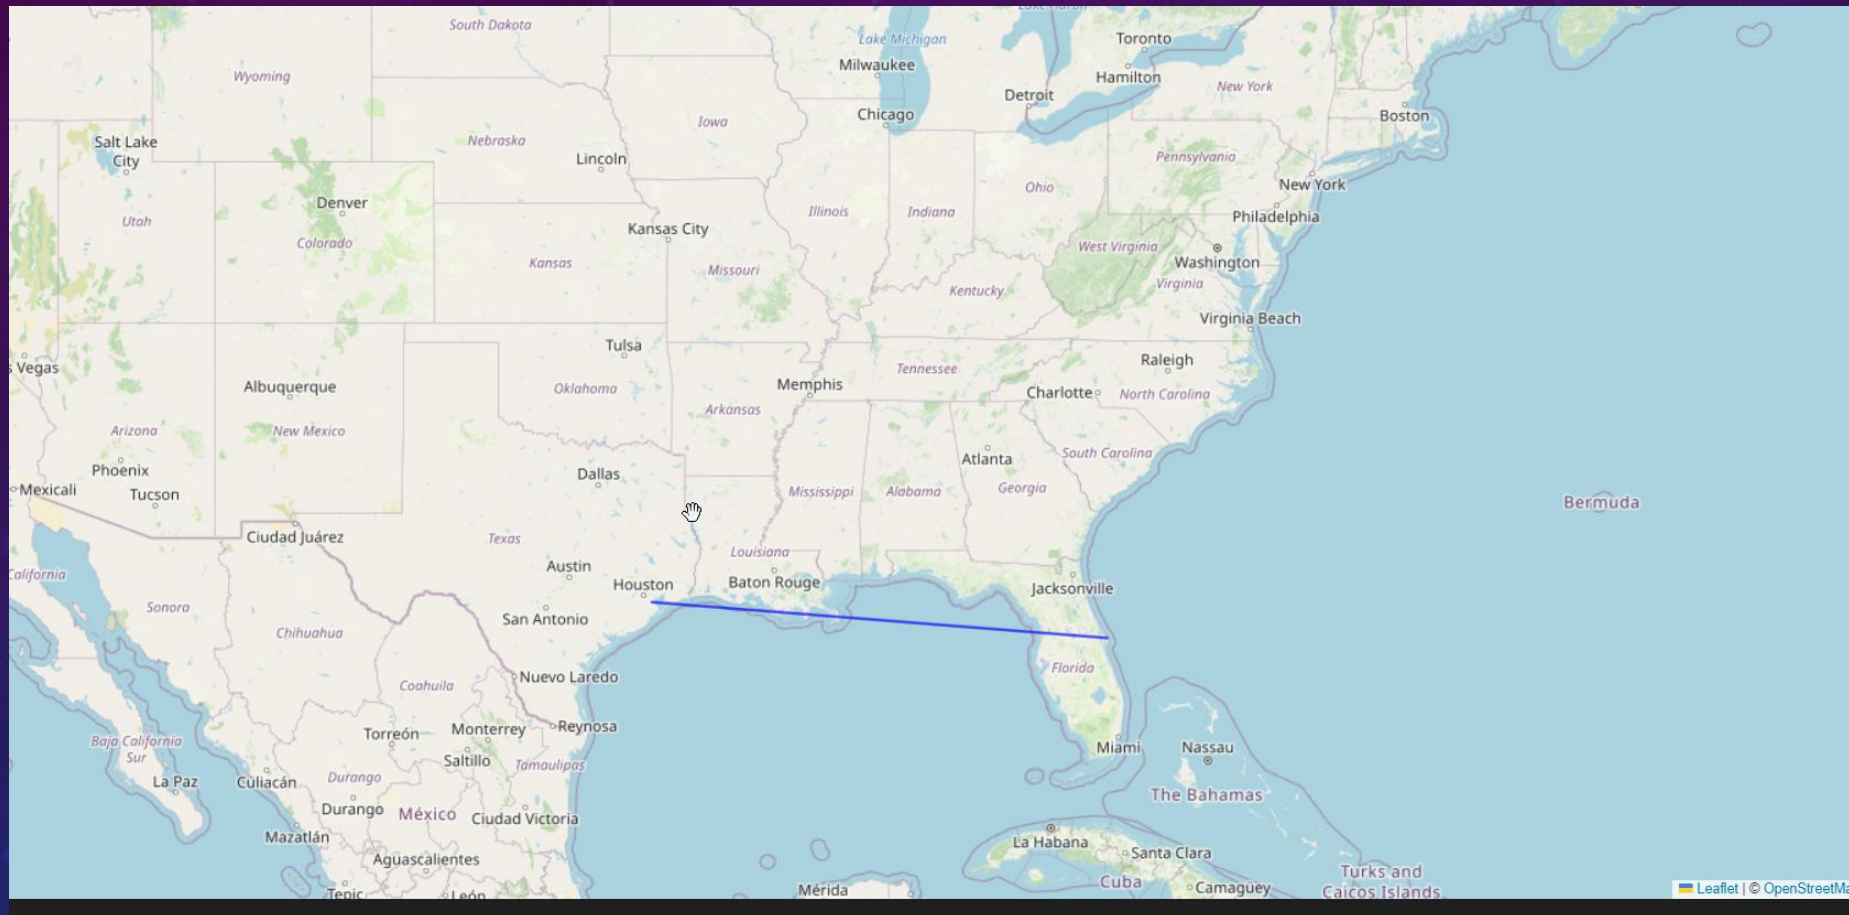 South Dakota
Lake Michigan
Toronto
Milwaukee
Wyoming
Hamilton
Detroit
New York
Iowa
Chicago
Boston
Nebraska
Salt Lake
City
Lincoln
Pennsylvania
Ohio
New York
Denver
Utah
Illinois
Indiana
Philadelphia
Kansas City
Colorado
West Virginia
Kansas
Missouri
Washington
Virginia
Kentucky
Virginia Beach
Tulsa
Raleigh
s Vegas
Tennessee
Albuquerque
Oklahoma
Memphis
Charlotte
North Carolina
Arkansas
Arizona
New Mexico
South Carolina
Atlanta
Phoenix
Dallas
Mexicali
Tucson
Mississippi
Alabama
Georgia
Bermuda
Ciudad Juárez
Texas
Louisiana
Austin
California
Houston
Baton Rouge
Jacksonville
Sonora
San Antonio
Chihuahua
Florida
Nuevo Laredo
Coahuila
Reynosa
Monterrey
Torreón
Baja California
Sur
Miami
Nassau
Saltillo
Tamaulipas
La Paz
Culiacán
Durango
The Bahamas
Durango
México
Ciudad Victoria
Mazatlán
La Habana
Santa Clara
Aguascalientes
Turks and
Caicos Islands
Cuba
Camagüey
Tepic
León
Mérida
Leaflet | © OpenStreetMa